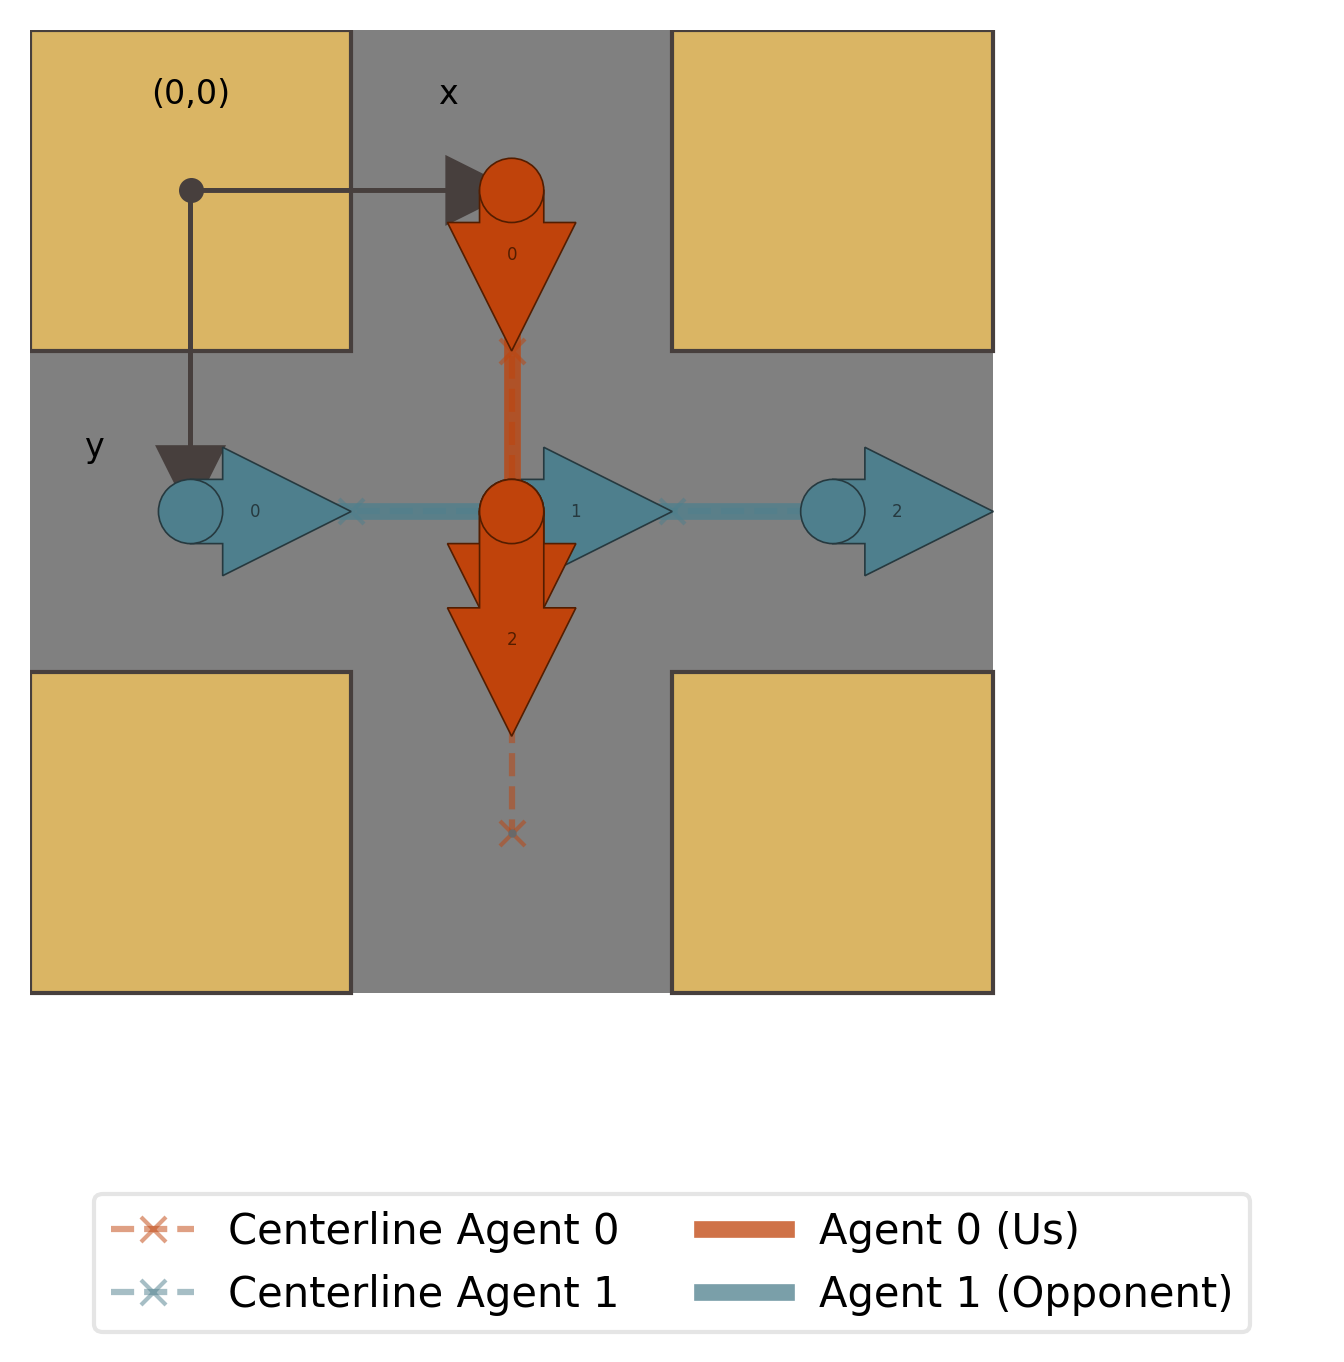 (0,0)
x
0
y
0
1
2
2
Centerline Agent 0
Centerline Agent 1
Agent 0 (Us)
Agent 1 (Opponent)